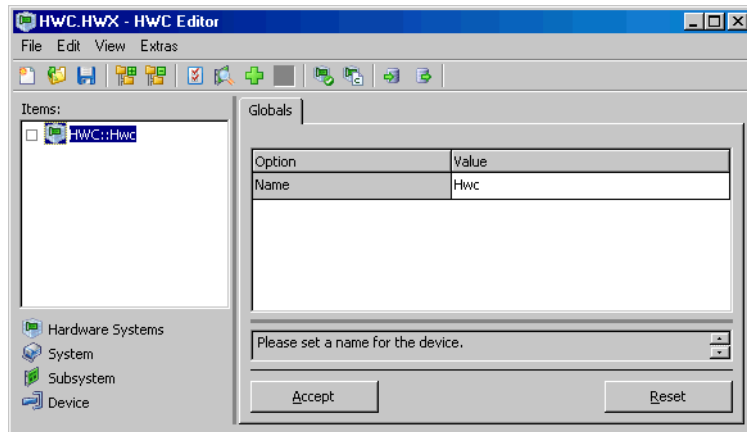 HWC.HWX - HWC Editor
File Edit View Extras
Items:
HWC::Hwc
Hardware Systems
System
Subsystem
Device
Globals
Option Value
Name Hwc
Please set a name for the device.
Accept Reset